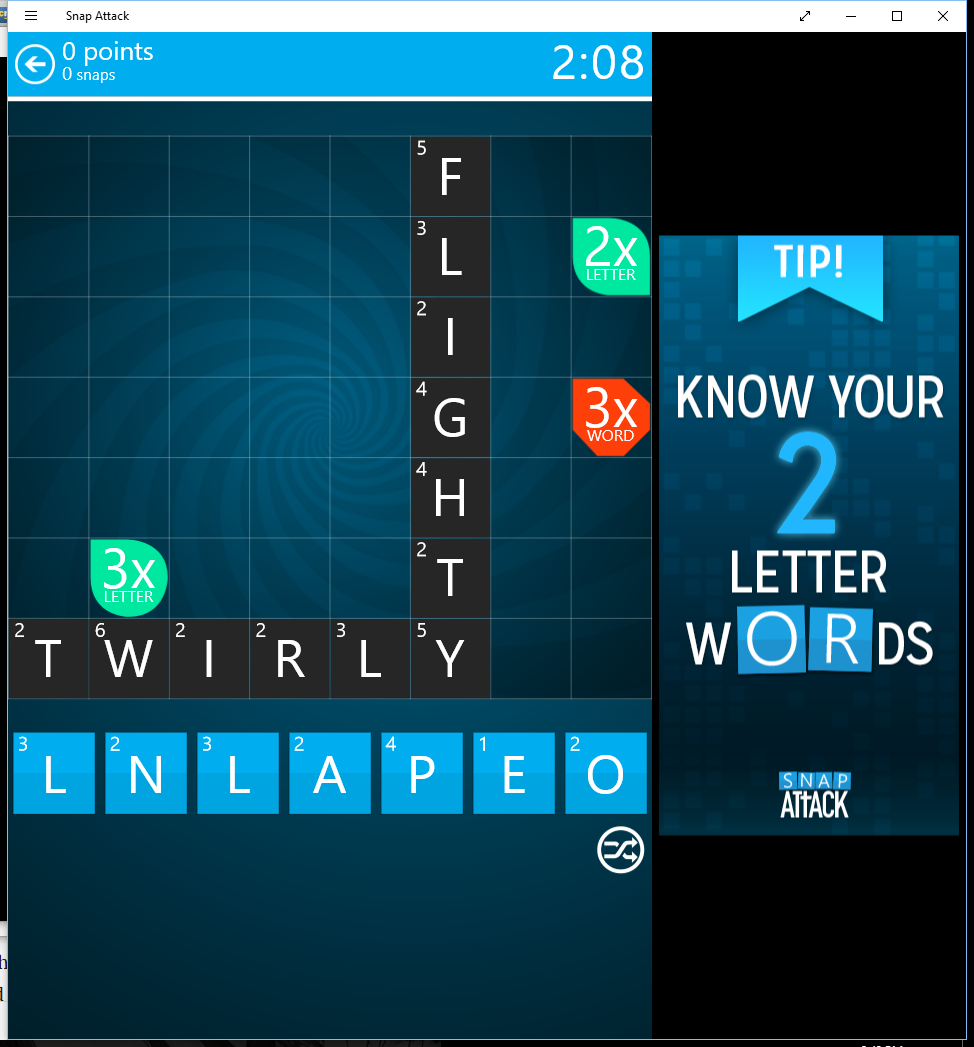 Snap Attack
0 points
0 snaps
2:08
5 F
3 L
2x
LETTER
2 I
4 G
3x
WORD
4 H
3x
LETTER
2 T
2 T 6 W 2 I 2 R 3 L 5 Y
3 L 2 N 3 L 2 A 4 P 1 E 2 O
TIP!
KNOW YOUR
2
LETTER
WORDS
SNAP
ATTACK